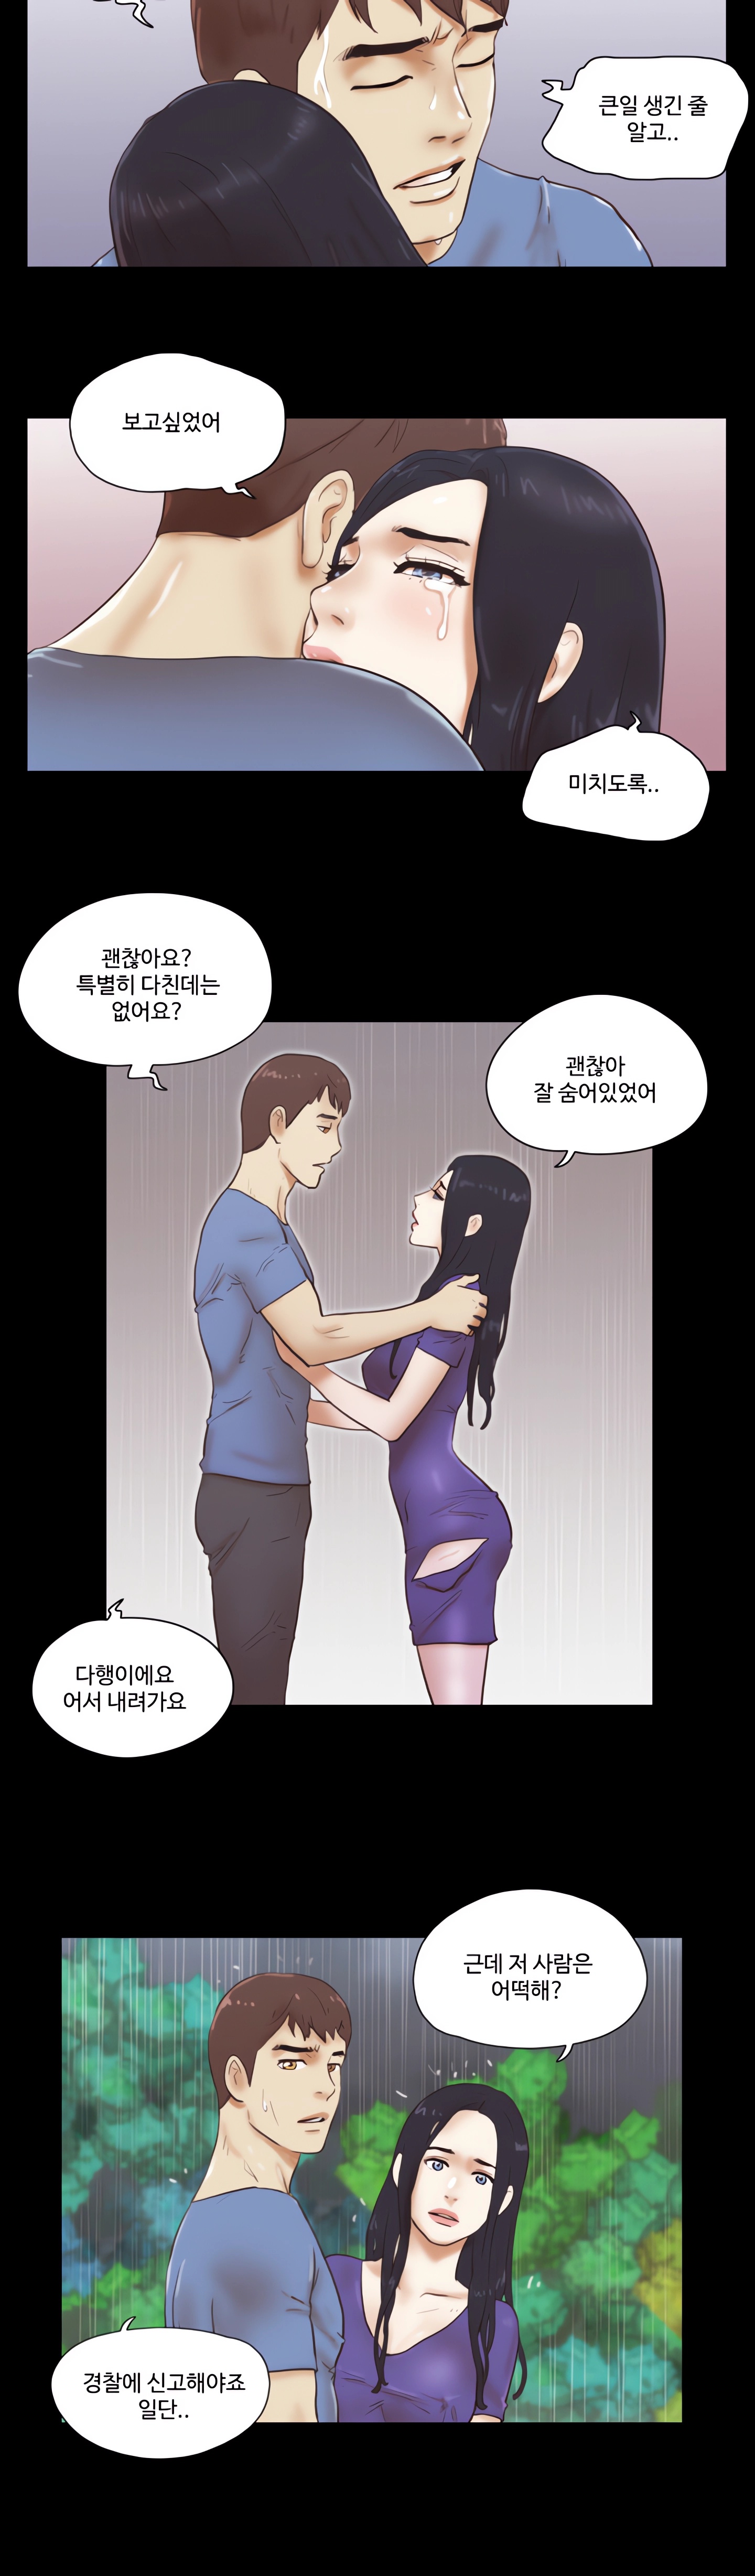 큰일 생긴 줄
알고..
보고싶었어
미치도록..
괜찮아요?
특별히 다친데는
없어요?
괜찮아
잘 숨어있었어
다행이에요
어서 내려가요
근데 저 사람은
어떡해?
경찰에 신고해야죠
일단..